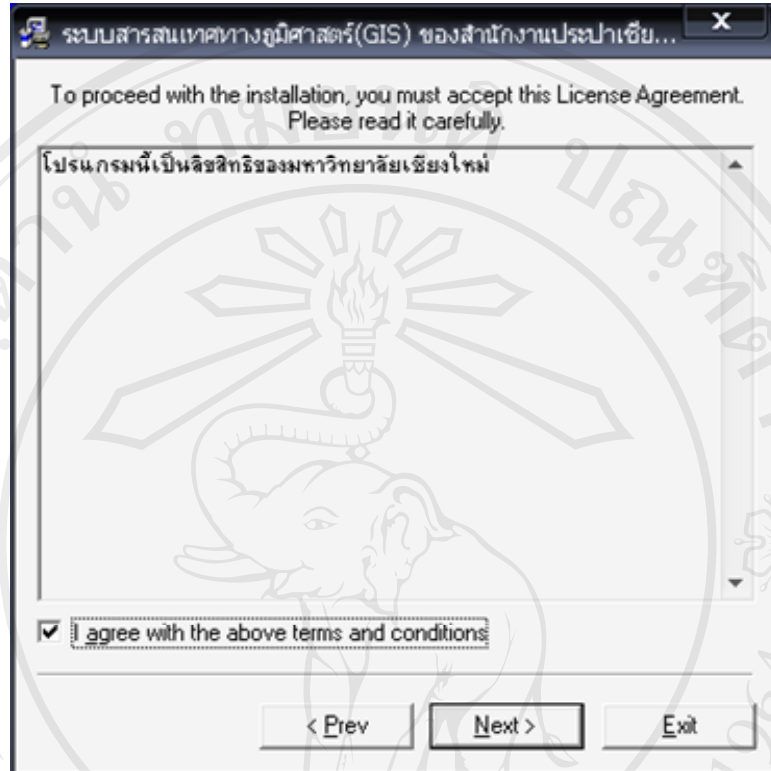 ระบบสารสนเทศทางภูมิศาสตร์(GIS) ของสำนักงานประปาเชีย...
To proceed with the installation, you must accept this License Agreement.
Please read it carefully.
โปรแกรมนี้เป็นลิขสิทธิของมหาวิทยาลัยเชียงใหม่
I agree with the above terms and conditions
< Prev
Next >
Exit